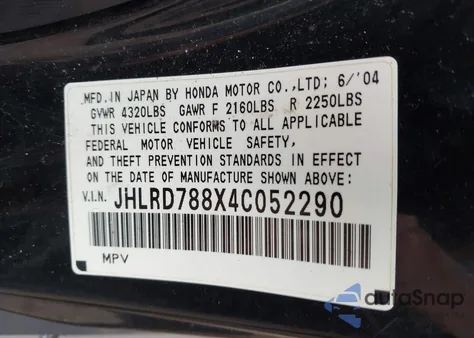 MFD. IN JAPAN BY HONDA MOTOR CO.,LTD; 6/'04
GVWR 4320LBS GAWR F 2160LBS R 2250LBS
THIS VEHICLE CONFORMS TO ALL APPLICABLE
FEDERAL MOTOR VEHICLE SAFETY,
AND THEFT PREVENTION STANDARDS IN EFFECT
ON THE DATE OF MANUFACTURE SHOWN ABOVE:
V.I.N. JHLRD788X4C052290
MPV
autoSnap